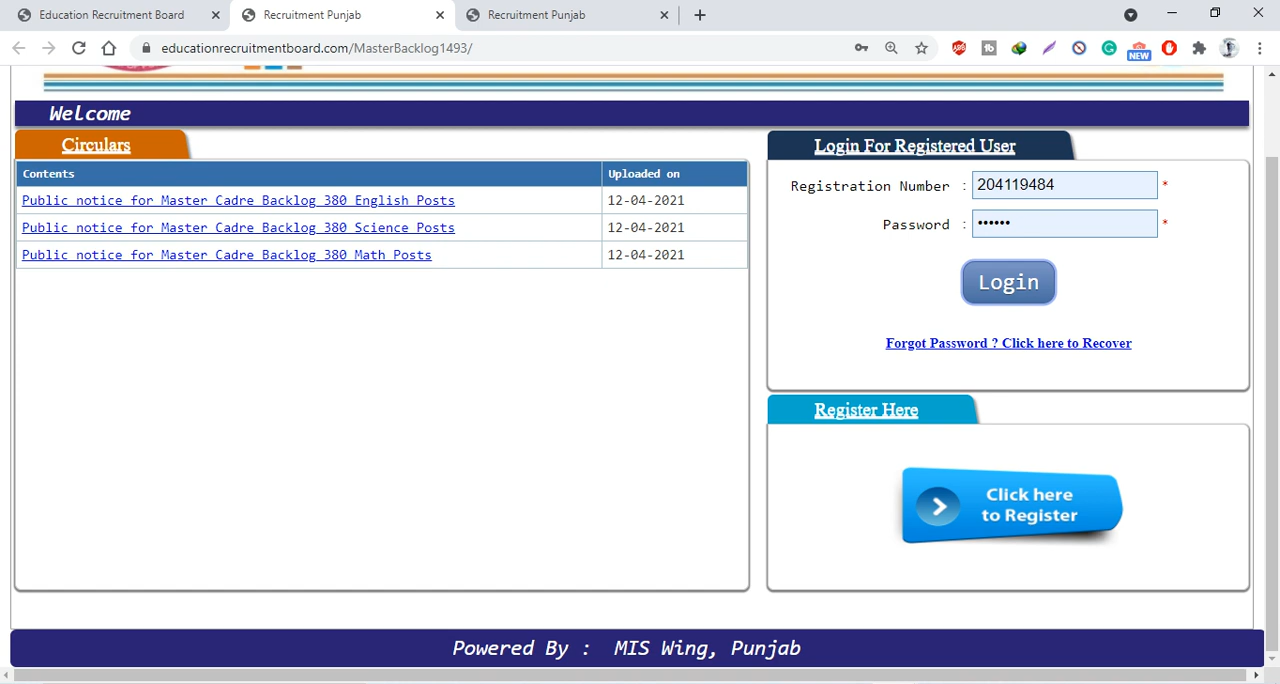 Education Recruitment Board
Recruitment Punjab
Recruitment Punjab
educationrecruitmentboard.com/MasterBacklog1493/
NEW
Welcome
Circulars
Contents Uploaded on
Public notice for Master Cadre Backlog 380 English Posts 12-04-2021
Public notice for Master Cadre Backlog 380 Science Posts 12-04-2021
Public notice for Master Cadre Backlog 380 Math Posts 12-04-2021
Login For Registered User
Registration Number : 204119484 *
Password : •••••• *
Login
Forgot Password ? Click here to Recover
Register Here
Click here
to Register
Powered By : MIS Wing, Punjab